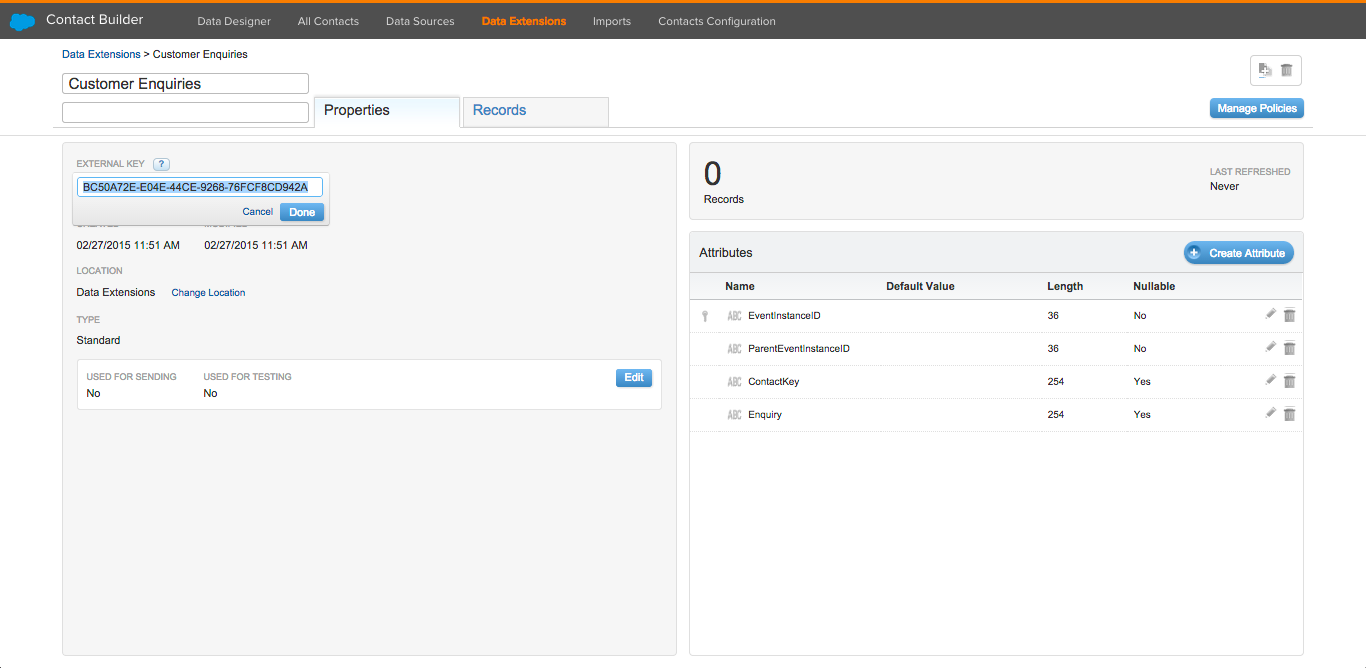 Contact Builder Data Designer All Contacts Data Sources Data Extensions Imports Contacts Configuration
Data Extensions > Customer Enquiries
Customer Enquiries
Properties Records
Manage Policies
EXTERNAL KEY ?
BC50A72E-E04E-44CE-9268-76FCF8CD942A
Cancel Done
02/27/2015 11:51 AM 02/27/2015 11:51 AM
LOCATION
Data Extensions Change Location
TYPE
Standard
USED FOR SENDING USED FOR TESTING Edit
No No
0 LAST REFRESHED
Records Never
Attributes + Create Attribute
Name Default Value Length Nullable
ABC EventInstanceID 36 No
ABC ParentEventInstanceID 36 No
ABC ContactKey 254 Yes
ABC Enquiry 254 Yes